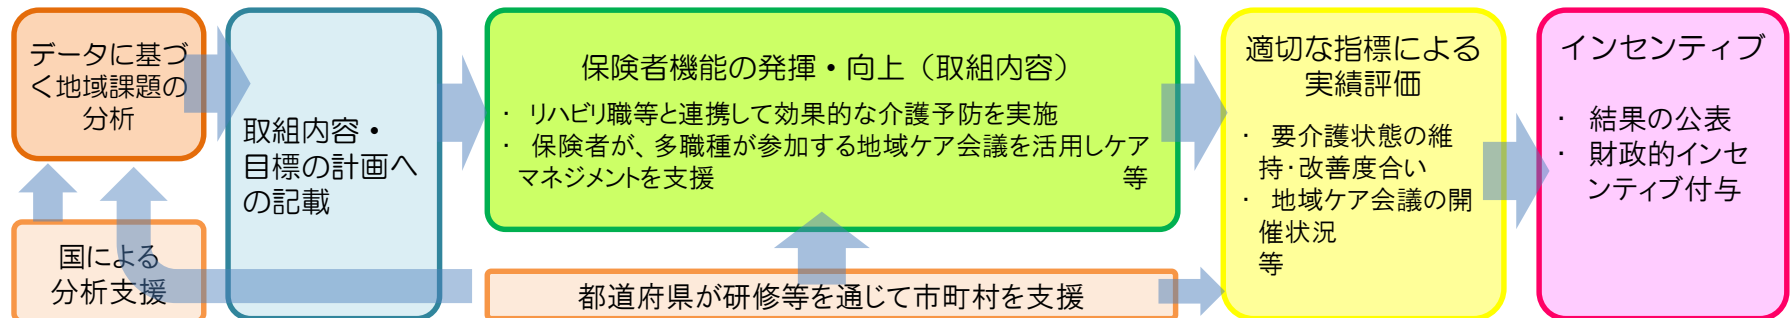 データに基づ
く地域課題の
分析
国による
分析支援
取組内容・
目標の計画へ
の記載
保険者機能の発揮・向上（取組内容）
・ リハビリ職等と連携して効果的な介護予防を実施
・ 保険者が、多職種が参加する地域ケア会議を活用しケア
マネジメントを支援 等
都道府県が研修等を通じて市町村を支援
適切な指標による
実績評価
・ 要介護状態の維
持・改善度合い
・ 地域ケア会議の開
催状況
等
インセンティブ
・ 結果の公表
・ 財政的インセ
ンティブ付与